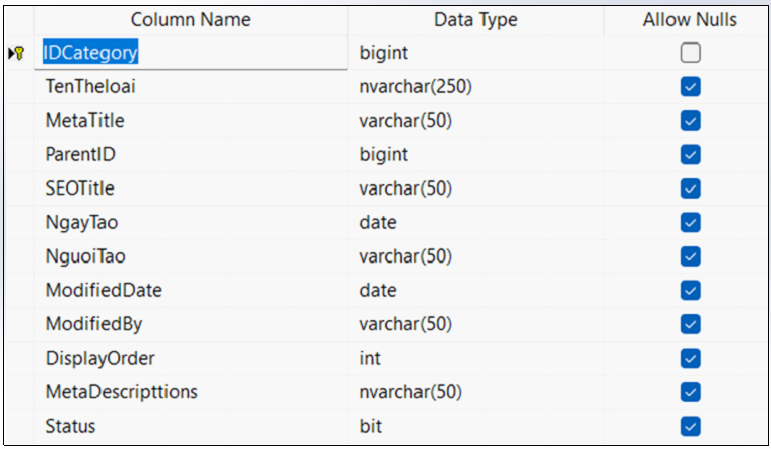 Column Name Data Type Allow Nulls
IDCategory bigint
TenTheloai nvarchar(250)
MetaTitle varchar(50)
ParentID bigint
SEOTitle varchar(50)
NgayTao date
NguoiTao varchar(50)
ModifiedDate date
ModifiedBy varchar(50)
DisplayOrder int
MetaDescripttions nvarchar(50)
Status bit